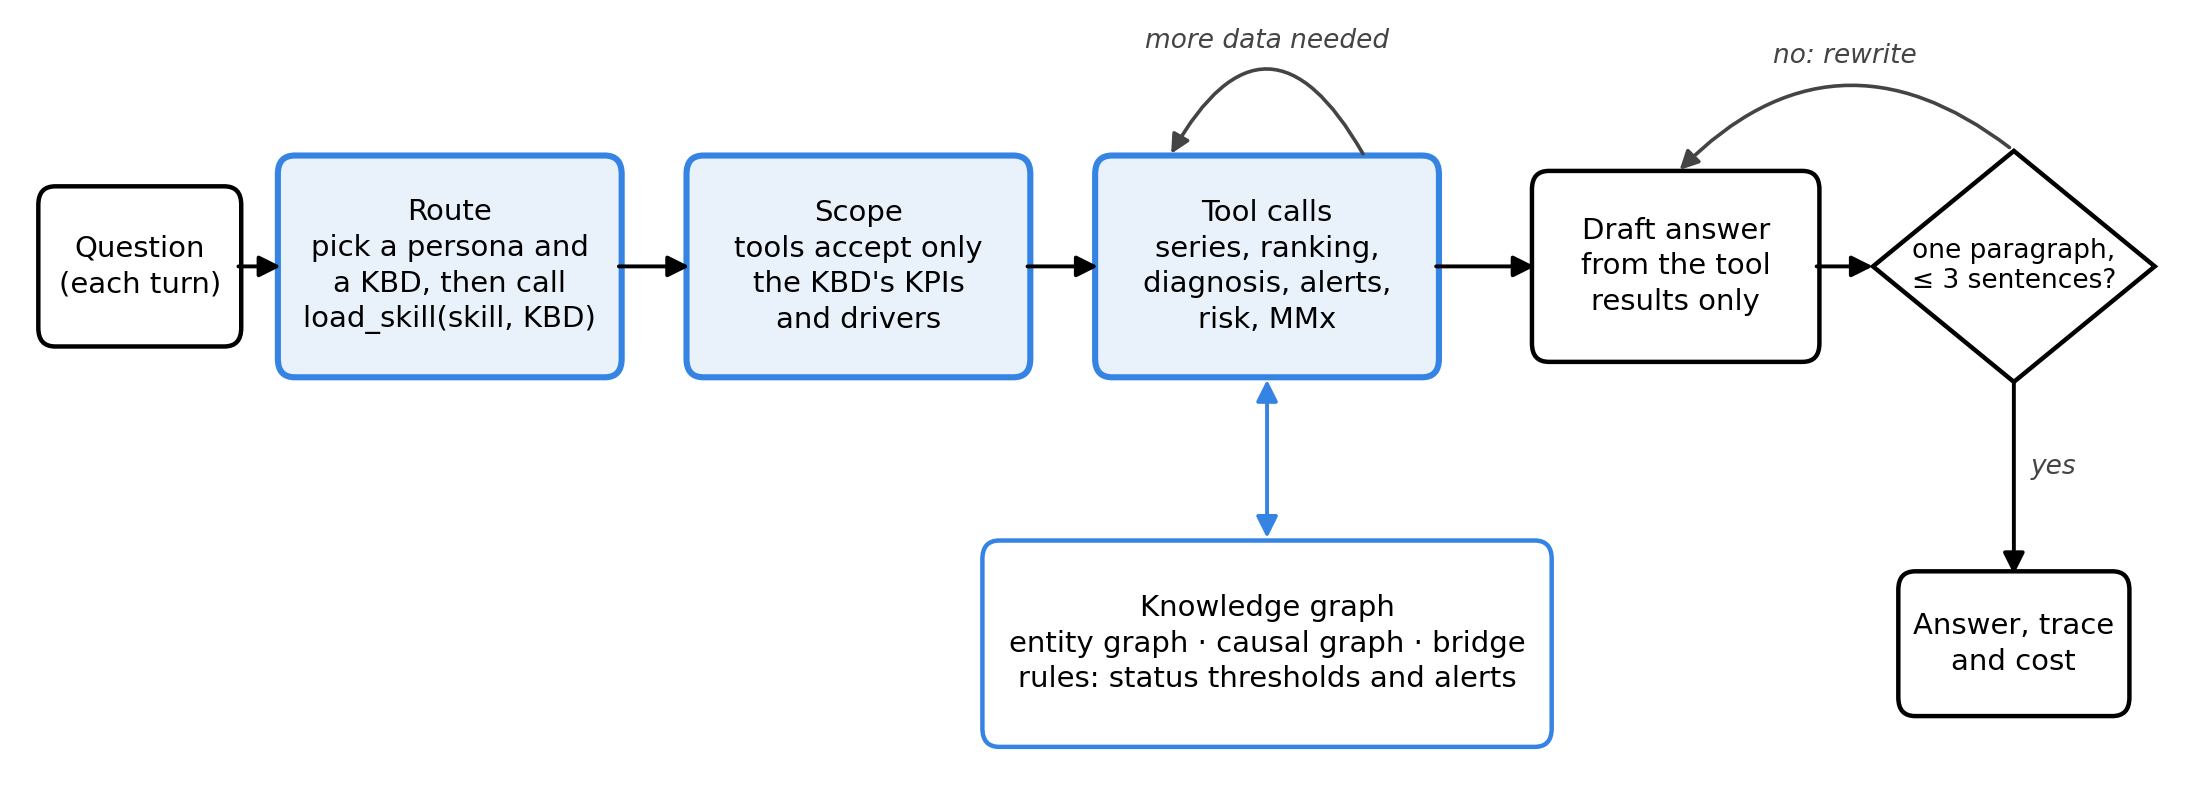 more data needed
no: rewrite
Question
(each turn)
Route
pick a persona and
a KBD, then call
load_skill(skill, KBD)
Scope
tools accept only
the KBD's KPIs
and drivers
Tool calls
series, ranking,
diagnosis, alerts,
risk, MMx
Draft answer
from the tool
results only
one paragraph,
≤ 3 sentences?
yes
Knowledge graph
entity graph · causal graph · bridge
rules: status thresholds and alerts
Answer, trace
and cost